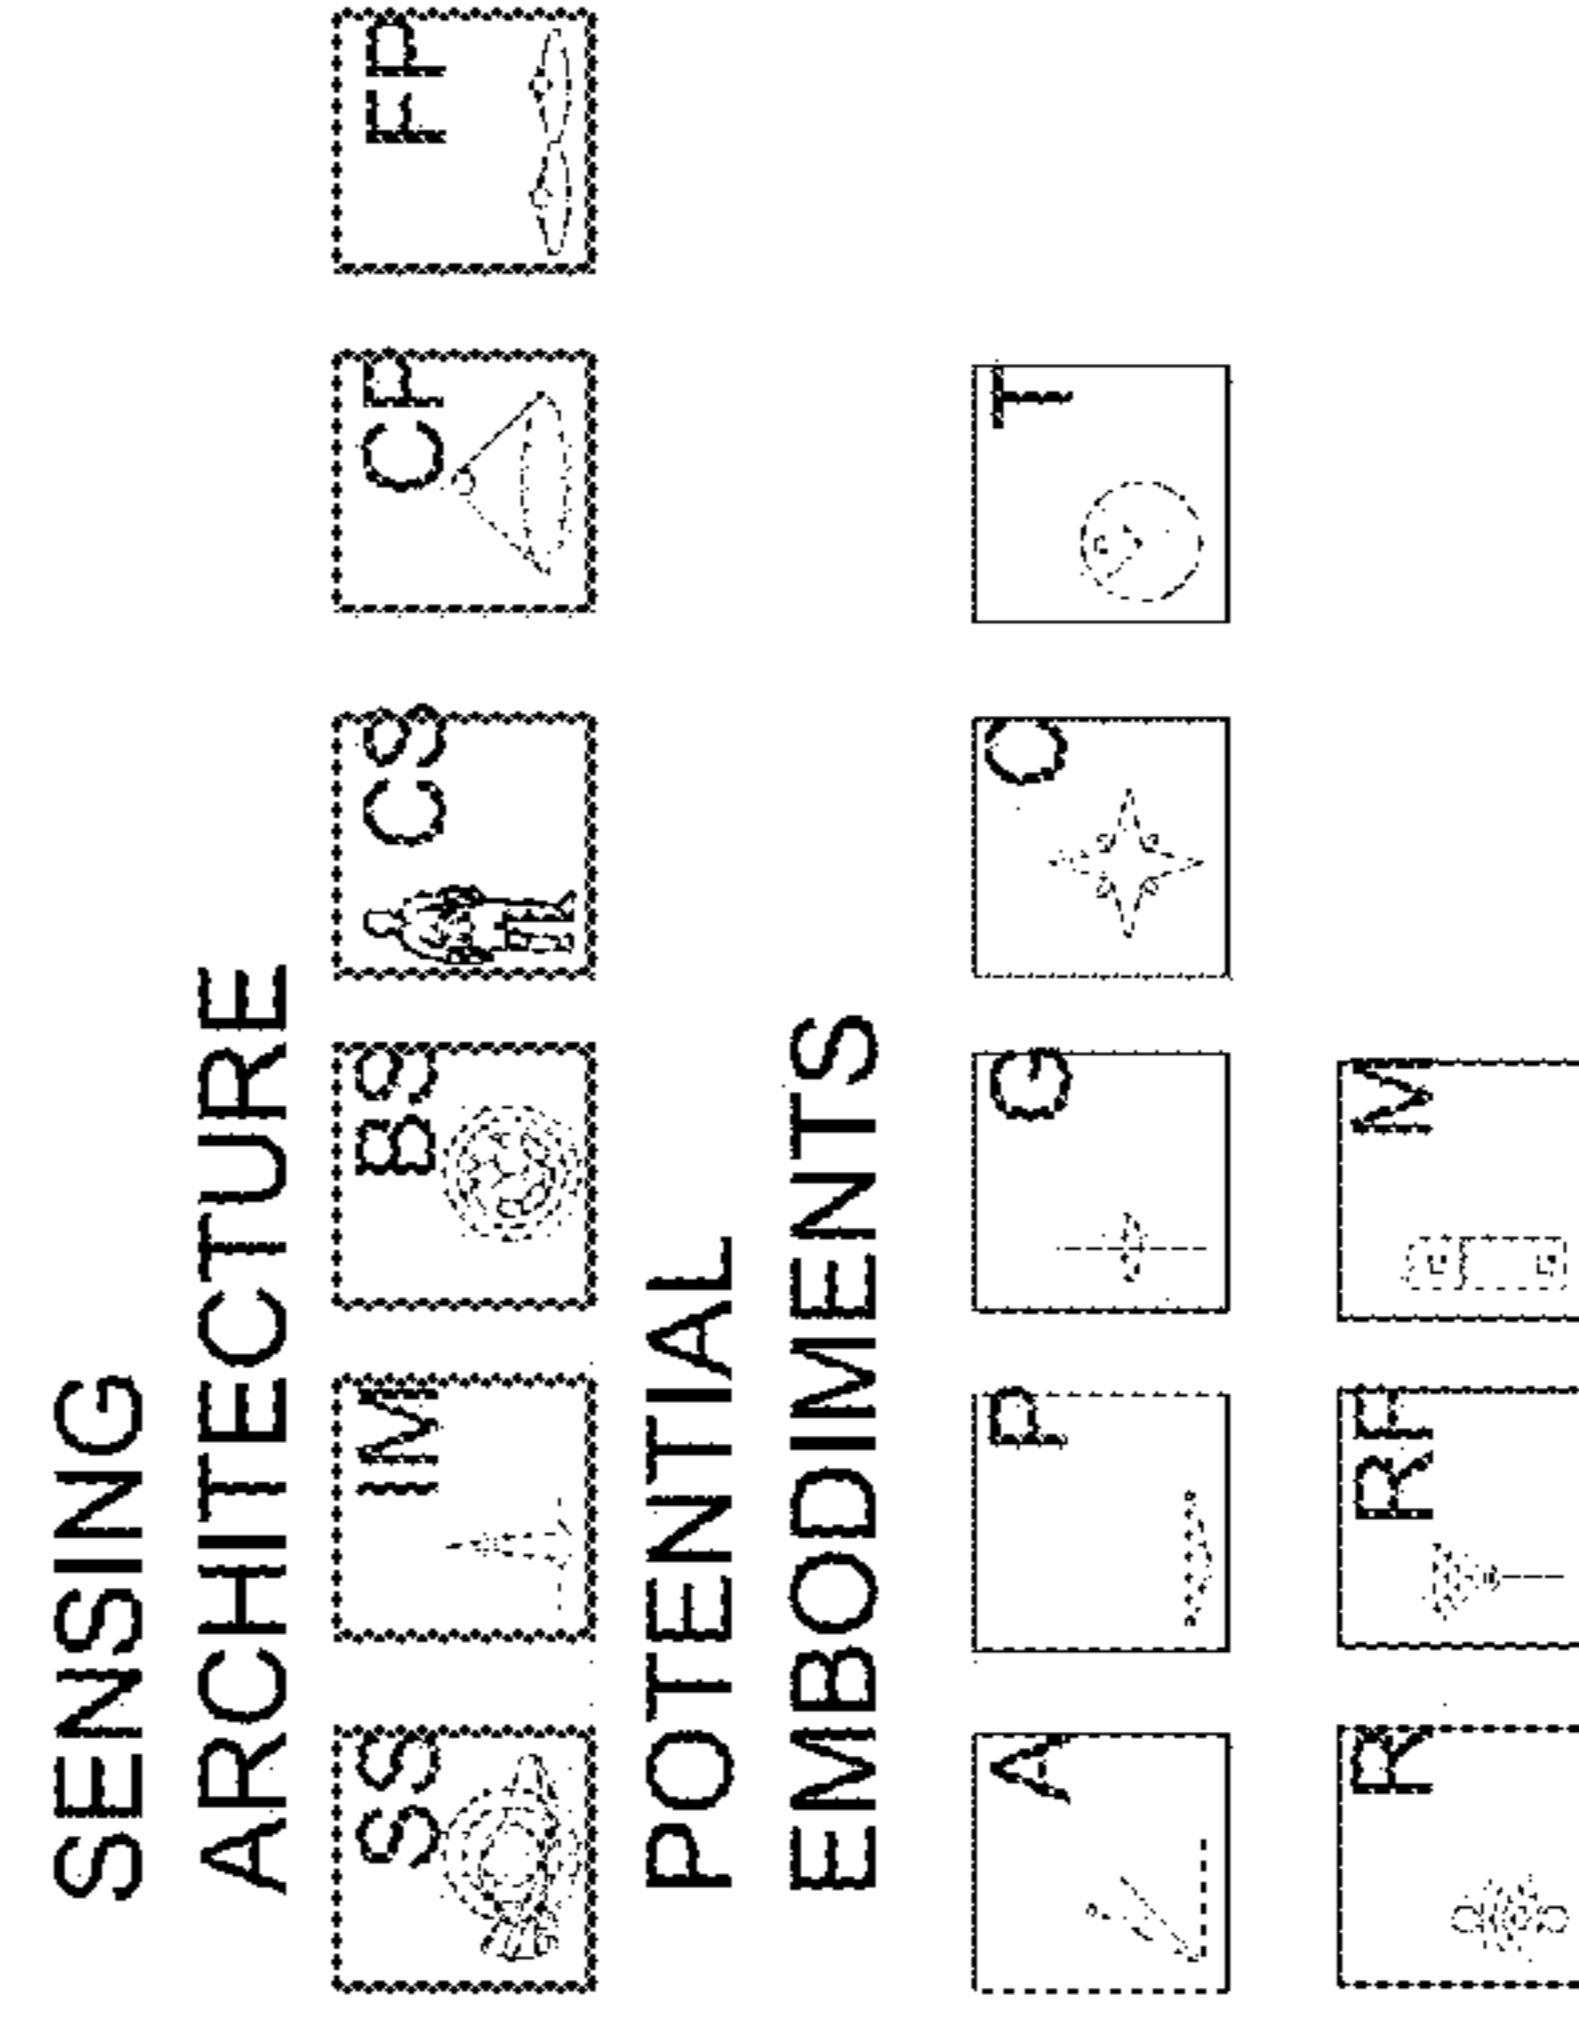 SENSING
ARCHITECTURE
SS IM BS CS CP FP
POTENTIAL
EMBODIMENTS
A P G O T
R RF M